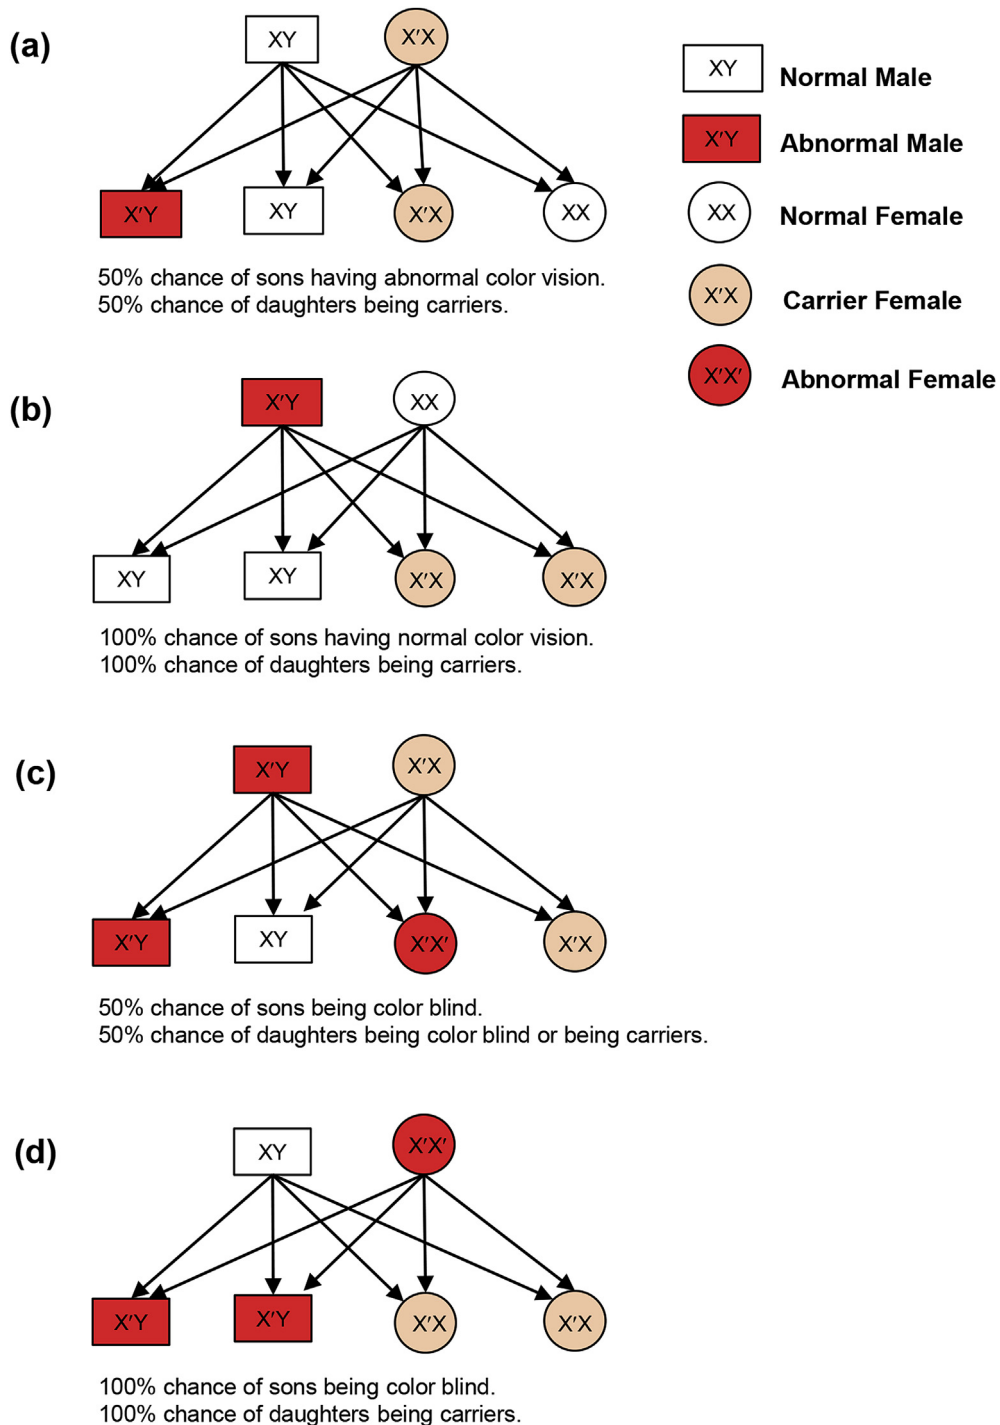 (a)
XY
X'X
X'Y
XY
X'X
XX
50% chance of sons having abnormal color vision.
50% chance of daughters being carriers.
XY Normal Male
X'Y Abnormal Male
XX Normal Female
X'X Carrier Female
X'X' Abnormal Female
(b)
X'Y
XX
XY
XY
X'X
X'X
100% chance of sons having normal color vision.
100% chance of daughters being carriers.
(c)
X'Y
X'X
X'Y
XY
X'X'
X'X
50% chance of sons being color blind.
50% chance of daughters being color blind or being carriers.
(d)
XY
X'X'
X'Y
X'Y
X'X
X'X
100% chance of sons being color blind.
100% chance of daughters being carriers.